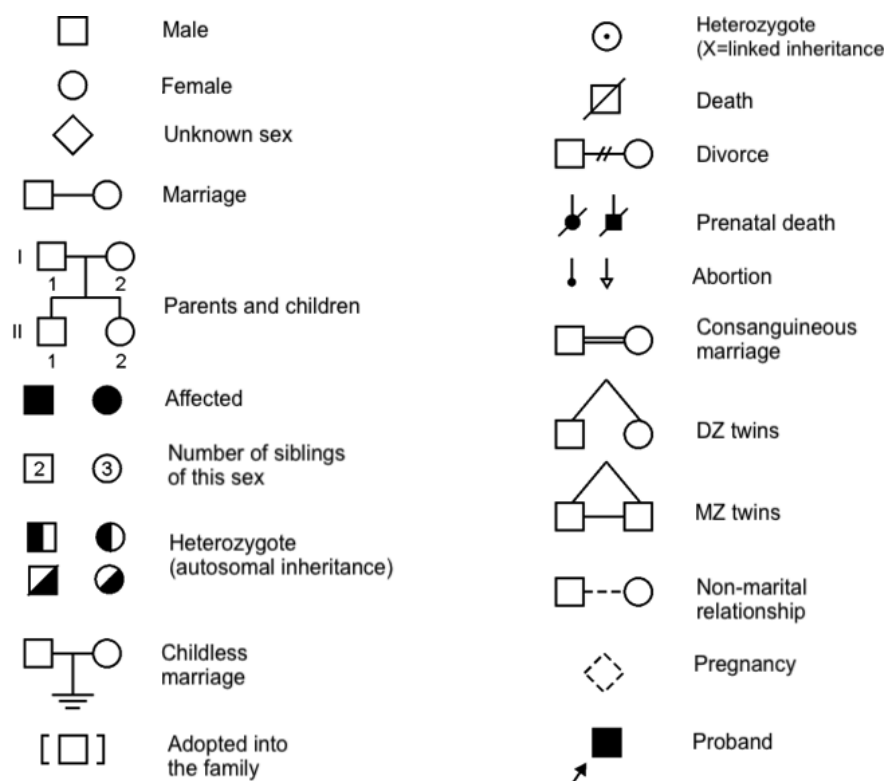 Male
Female
Unknown sex
Marriage
I
1 2
Parents and children
II
1 2
Affected
2 3
Number of siblings
of this sex
Heterozygote
(autosomal inheritance)
Childless
marriage
[ ]
Adopted into
the family
Heterozygote
(X=linked inheritance
Death
Divorce
Prenatal death
Abortion
Consanguineous
marriage
DZ twins
MZ twins
Non-marital
relationship
Pregnancy
Proband